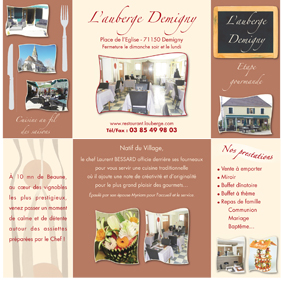 L'auberge Demigny
Place de l'Eglise - 71150 Demigny
Fermeture le dimanche soir et le lundi
www.restaurant-lauberge.com
Tél/Fax : 03 85 49 98 03
L'auberge
Demigny
Etape
gourmande
Cuisine au fil
des saisons
À 10 mn de Beaune,
au cœur des vignobles
les plus prestigieux,
venez passer un moment
de calme et de détente
autour des assiettes
préparées par le Chef !
Natif du Village,
le chef Laurent BESSARD officie derrière ses fourneaux
pour vous servir une cuisine traditionnelle
où il ajoute une note de créativité et d'originalité
pour le plus grand plaisir des gourmets...
Épaulé par son épouse Myriam pour l'accueil et le service.
Nos prestations
• Vente à emporter
• Miroir
• Buffet dînatoire
• Buffet à thème
• Repas de famille
Communion
Mariage
Baptême...